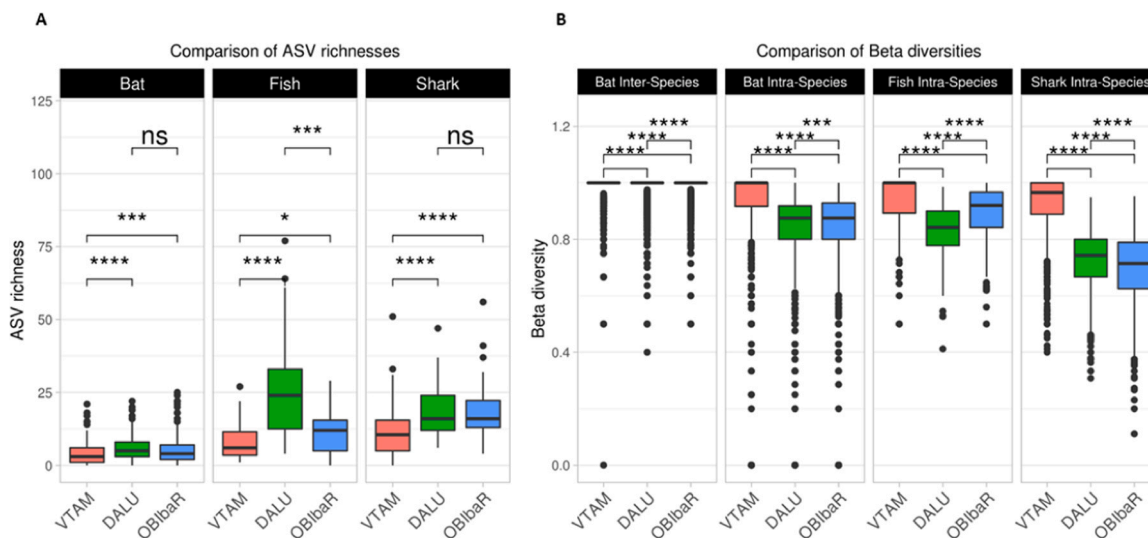 A
Comparison of ASV richnesses
Bat Fish Shark
125
100
75
50
25
0
ASV richness
ns
***
****
***
*
****
ns
****
****
VTAM DALU OBIbaR VTAM DALU OBIbaR VTAM DALU OBIbaR
B
Comparison of Beta diversities
Bat Inter-Species Bat Intra-Species Fish Intra-Species Shark Intra-Species
1.2
0.8
0.4
0.0
Beta diversity
****
****
****
***
****
****
****
****
****
****
****
****
VTAM DALU OBIbaR VTAM DALU OBIbaR VTAM DALU OBIbaR VTAM DALU OBIbaR